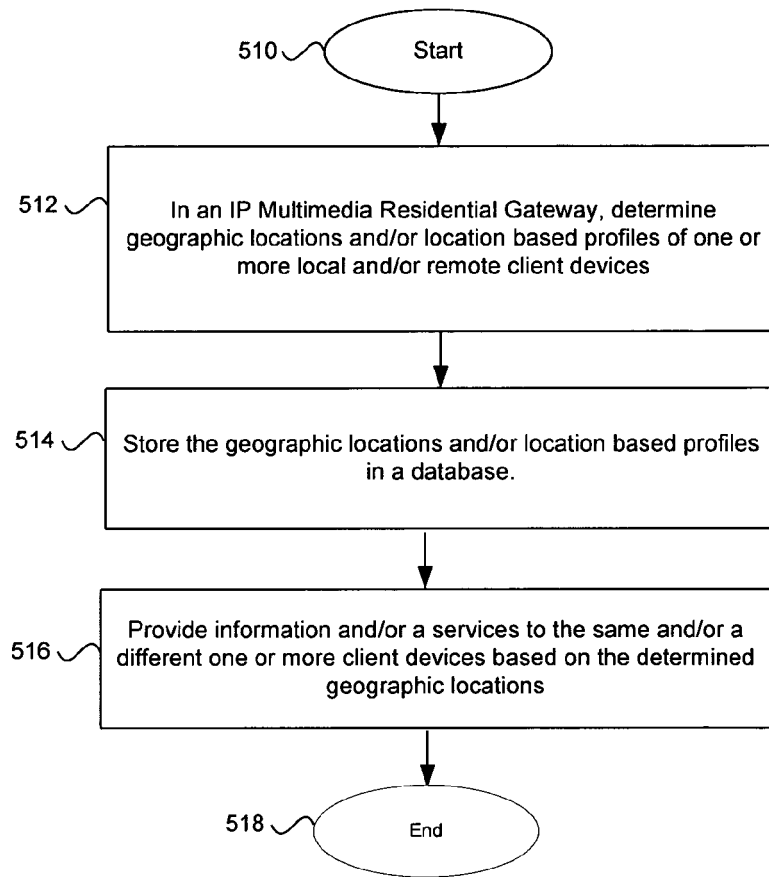 510
Start
512
In an IP Multimedia Residential Gateway, determine
geographic locations and/or location based profiles of one or
more local and/or remote client devices
514
Store the geographic locations and/or location based profiles
in a database.
516
Provide information and/or a services to the same and/or a
different one or more client devices based on the determined
geographic locations
518
End